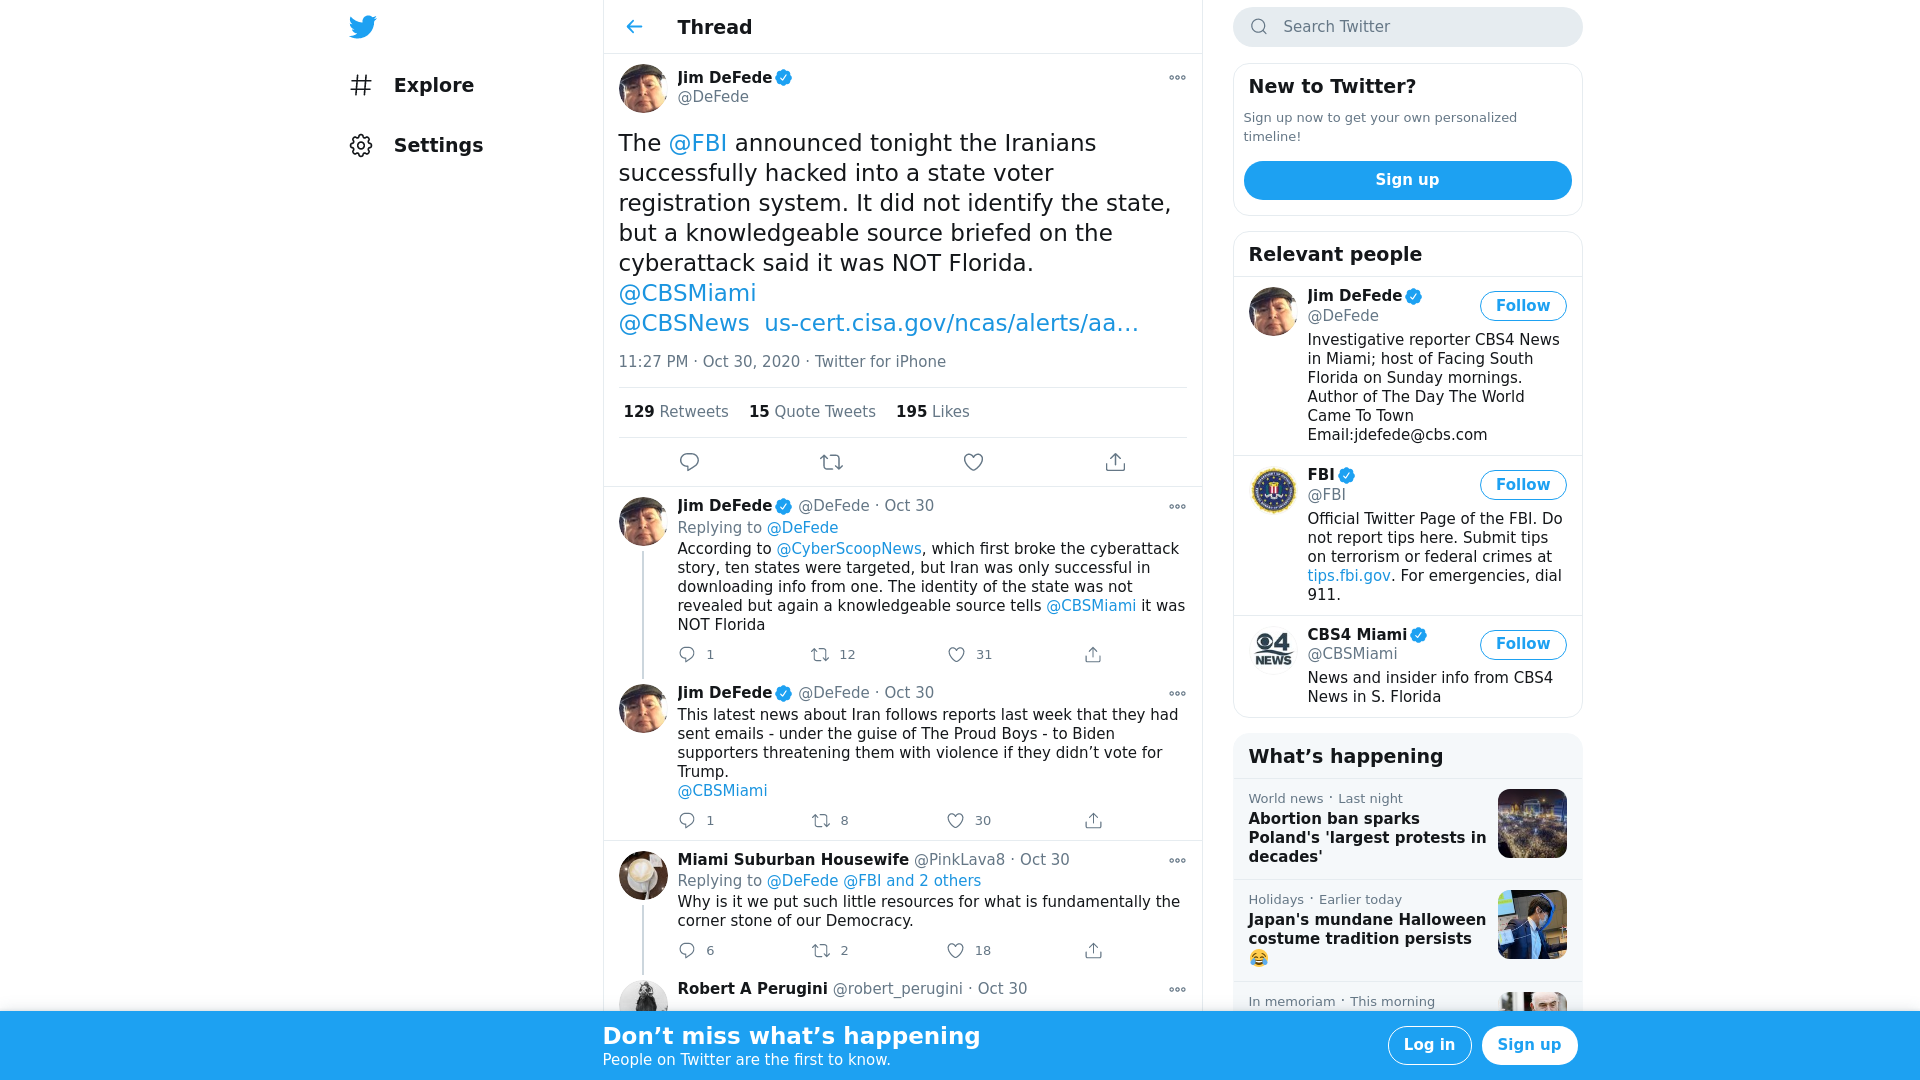 Explore
Settings
Thread
Jim DeFede
@DeFede
The @FBI announced tonight the Iranians
successfully hacked into a state voter
registration system. It did not identify the state,
but a knowledgeable source briefed on the
cyberattack said it was NOT Florida.
@CBSMiami
@CBSNews us-cert.cisa.gov/ncas/alerts/aa…
11:27 PM · Oct 30, 2020 · Twitter for iPhone
129 Retweets 15 Quote Tweets 195 Likes
Jim DeFede @DeFede · Oct 30
Replying to @DeFede
According to @CyberScoopNews, which first broke the cyberattack
story, ten states were targeted, but Iran was only successful in
downloading info from one. The identity of the state was not
revealed but again a knowledgeable source tells @CBSMiami it was
NOT Florida
1 12 31
Jim DeFede @DeFede · Oct 30
This latest news about Iran follows reports last week that they had
sent emails - under the guise of The Proud Boys - to Biden
supporters threatening them with violence if they didn’t vote for
Trump.
@CBSMiami
1 8 30
Miami Suburban Housewife @PinkLava8 · Oct 30
Replying to @DeFede @FBI and 2 others
Why is it we put such little resources for what is fundamentally the
corner stone of our Democracy.
6 2 18
Robert A Perugini @robert_perugini · Oct 30
Search Twitter
New to Twitter?
Sign up now to get your own personalized
timeline!
Sign up
Relevant people
Jim DeFede
@DeFede
Follow
Investigative reporter CBS4 News
in Miami; host of Facing South
Florida on Sunday mornings.
Author of The Day The World
Came To Town
Email:jdefede@cbs.com
FBI
@FBI
Follow
Official Twitter Page of the FBI. Do
not report tips here. Submit tips
on terrorism or federal crimes at
tips.fbi.gov. For emergencies, dial
911.
4
NEWS
CBS4 Miami
@CBSMiami
Follow
News and insider info from CBS4
News in S. Florida
What’s happening
World news · Last night
Abortion ban sparks
Poland's 'largest protests in
decades'
Holidays · Earlier today
Japan's mundane Halloween
costume tradition persists
😂
In memoriam · This morning
Don’t miss what’s happening
People on Twitter are the first to know.
Log in
Sign up